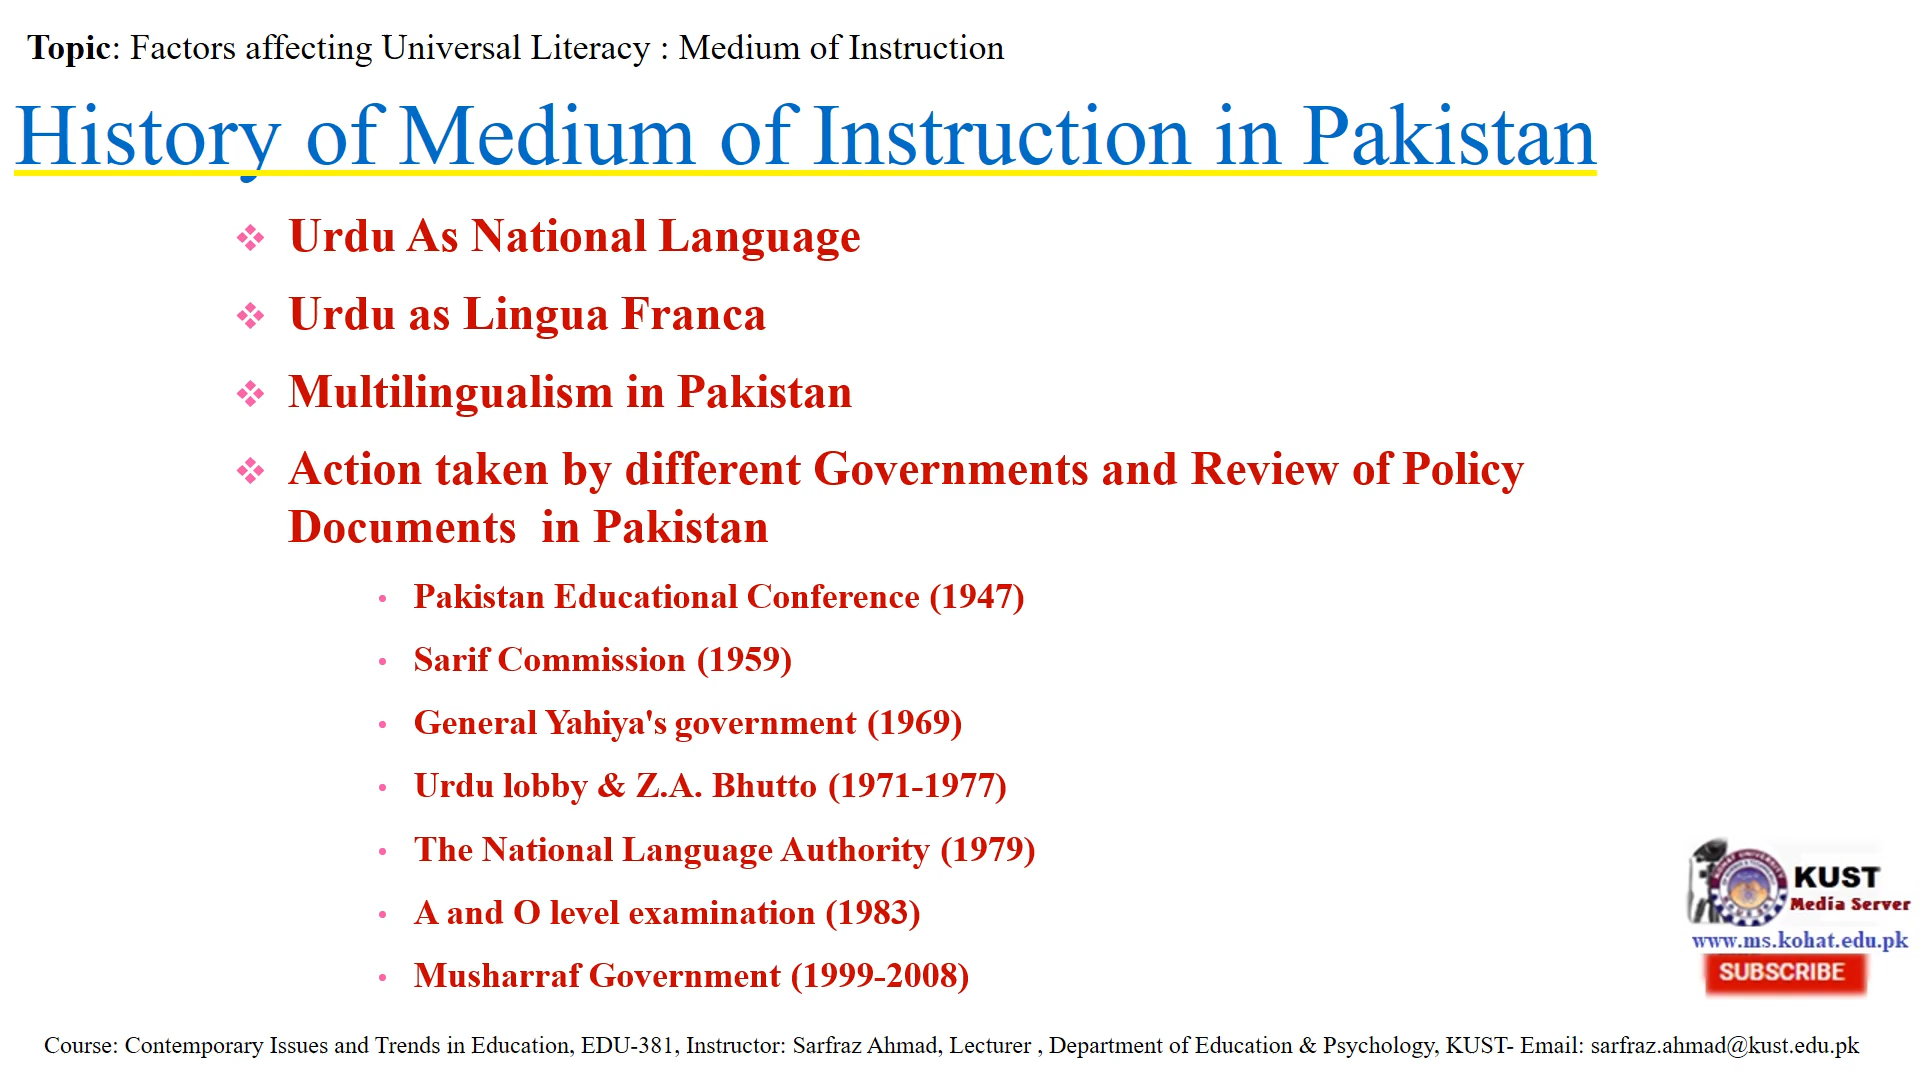 Topic: Factors affecting Universal Literacy : Medium of Instruction
History of Medium of Instruction in Pakistan
Urdu As National Language
Urdu as Lingua Franca
Multilingualism in Pakistan
Action taken by different Governments and Review of Policy
Documents in Pakistan
Pakistan Educational Conference (1947)
Sarif Commission (1959)
General Yahiya's government (1969)
Urdu lobby & Z.A. Bhutto (1971-1977)
The National Language Authority (1979)
A and O level examination (1983)
Musharraf Government (1999-2008)
KUST
Media Server
www.ms.kohat.edu.pk
SUBSCRIBE
Course: Contemporary Issues and Trends in Education, EDU-381, Instructor: Sarfraz Ahmad, Lecturer , Department of Education & Psychology, KUST- Email: sarfraz.ahmad@kust.edu.pk